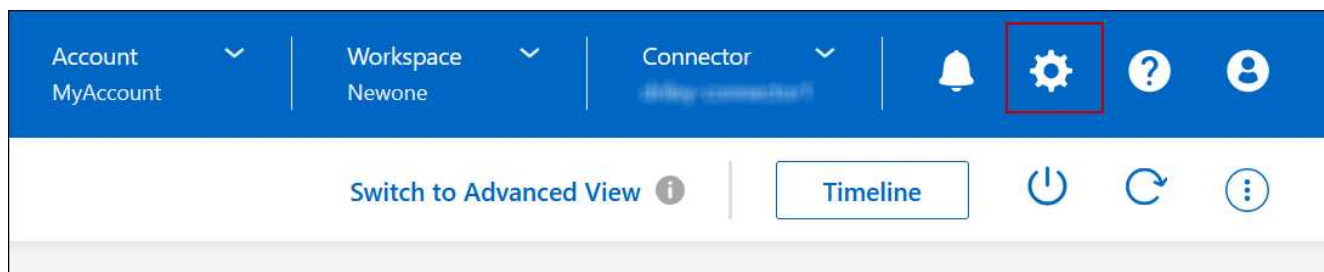 Account
MyAccount
Workspace
Newone
Connector
Switch to Advanced View
Timeline